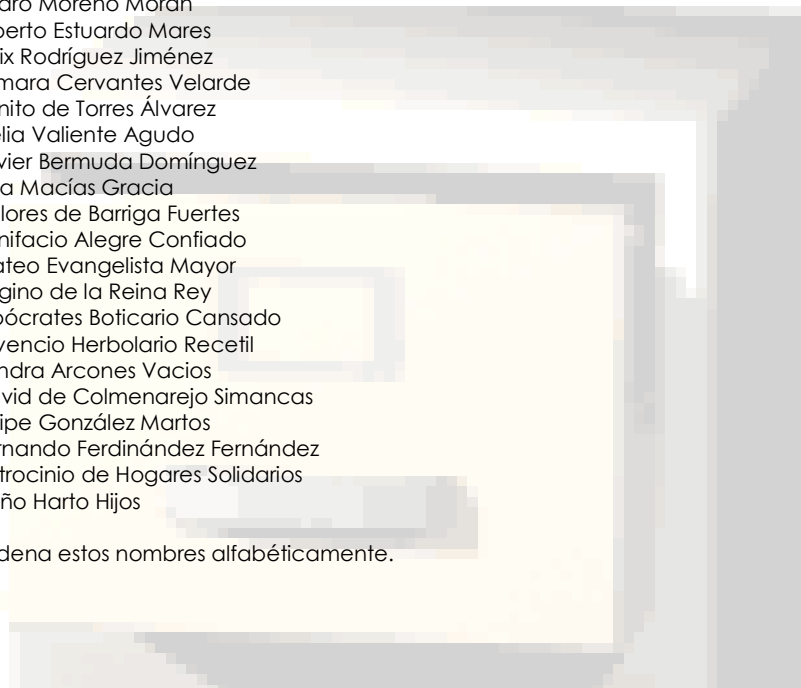 Moreno Morán
berto Estuardo Mares
ix Rodríguez Jiménez
mara Cervantes Velarde
nito de Torres Álvarez
elia Valiente Agudo
vier Bermuda Domínguez
a Macías Gracia
lores de Barriga Fuertes
nifacio Alegre Confiado
ateo Evangelista Mayor
gino de la Reina Rey
pócrates Boticario Cansado
vencio Herbolario Recetil
ndra Arcones Vacios
vid de Colmenarejo Simancas
ipe González Martos
rnando Ferdinández Fernández
trocinio de Hogares Solidarios
ño Harto Hijos
dena estos nombres alfabéticamente.